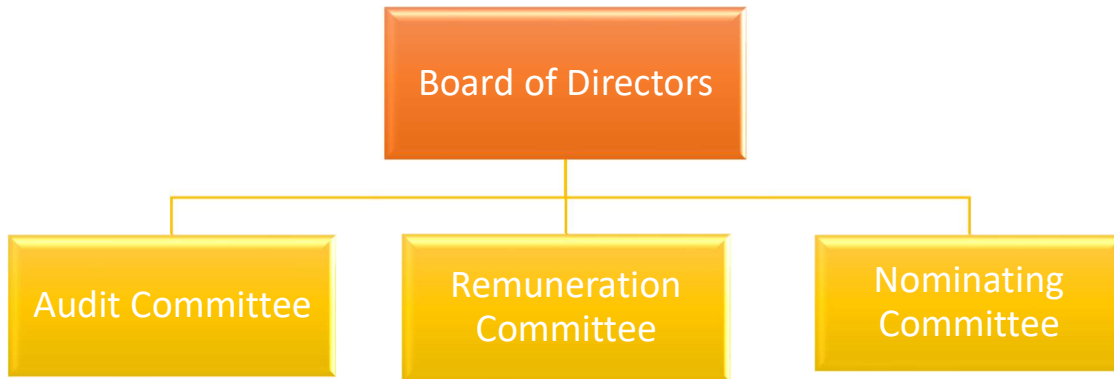 Board of Directors
Audit Committee
Remuneration
Committee
Nominating
Committee